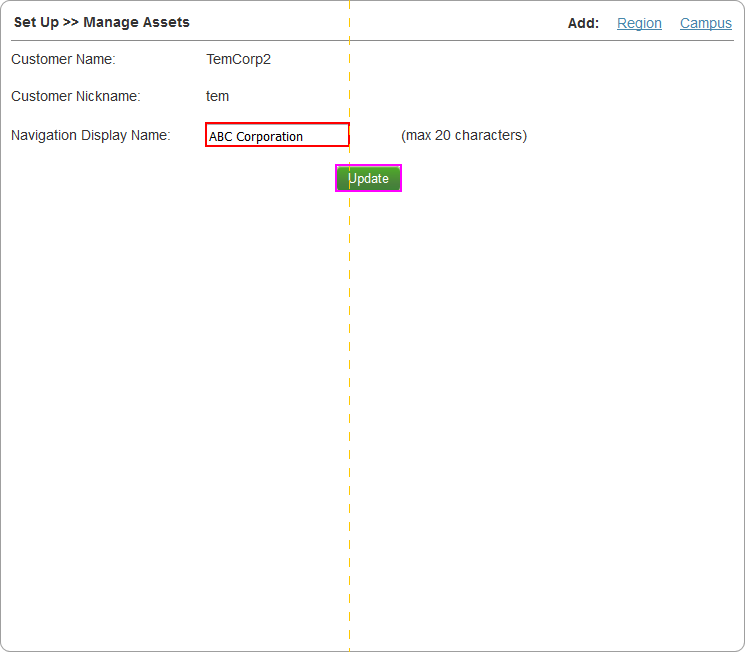 Set Up >> Manage Assets Add: Region Campus
Customer Name: TemCorp2
Customer Nickname: tem
Navigation Display Name: ABC Corporation (max 20 characters)
Update